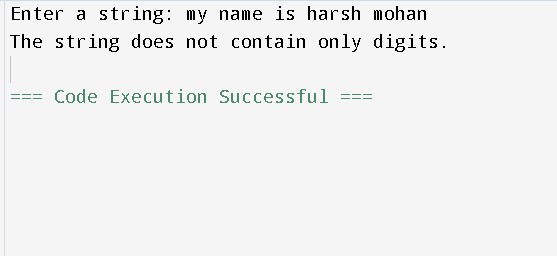 Enter a string: my name is harsh mohan
The string does not contain only digits.
=== Code Execution Successful ===